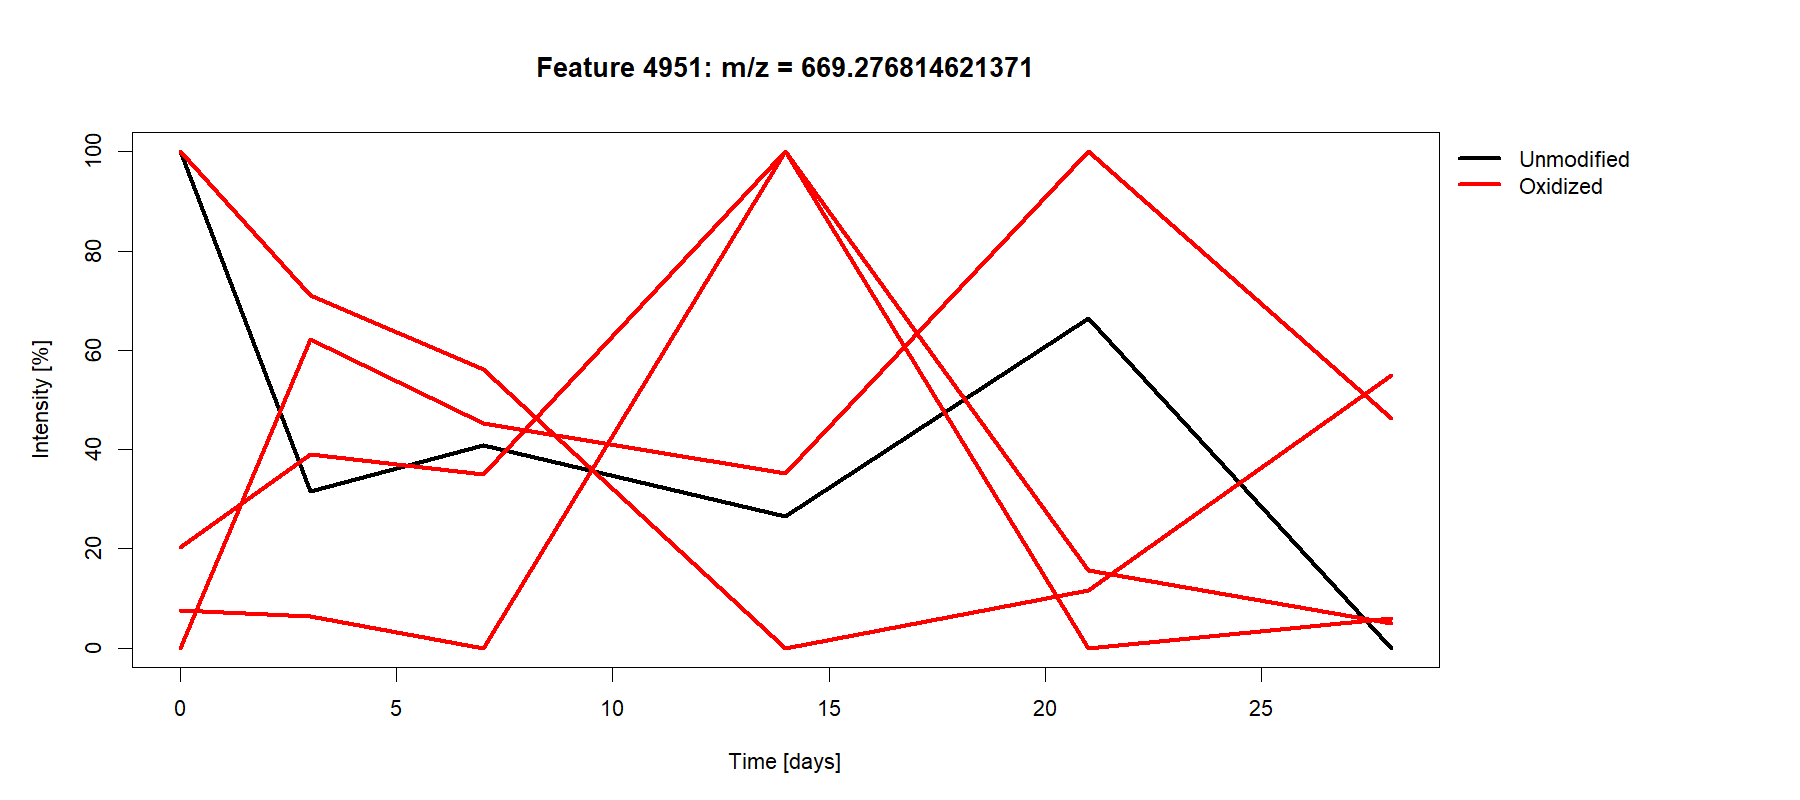 Feature 4951: m/z = 669.276814621371
Unmodified
Oxidized
Intensity [%]
100
80
60
40
20
0
0 5 10 15 20 25
Time [days]